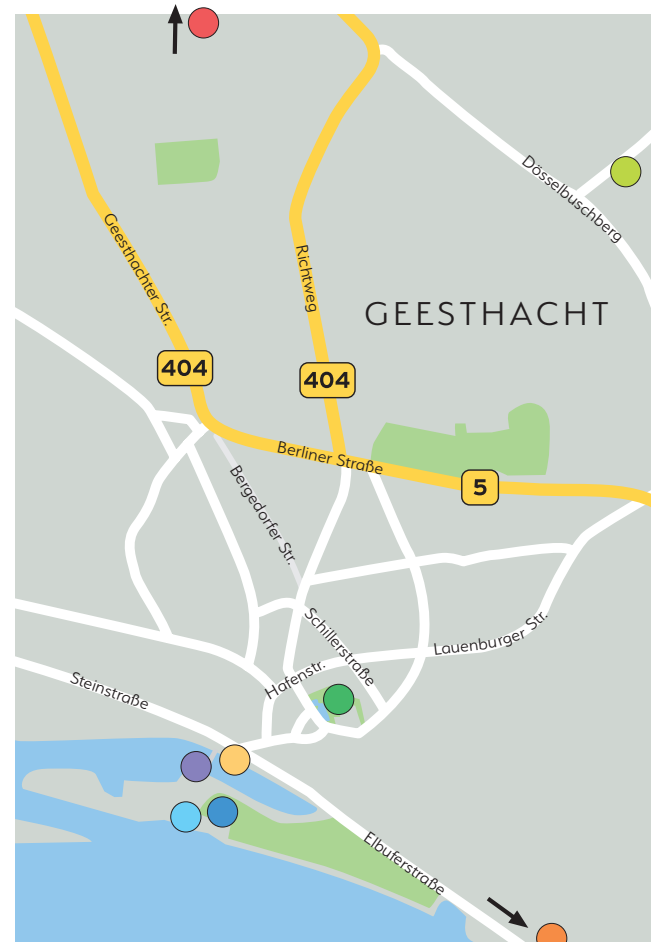 Dösselbuschberg
Geesthachter Str.
Richtweg
GEESTHACHT
404
404
Berliner Straße
5
Bergedorfer Str.
Schillerstraße
Lauenburger Str.
Hafenstr.
Steinstraße
Elbuferstraße